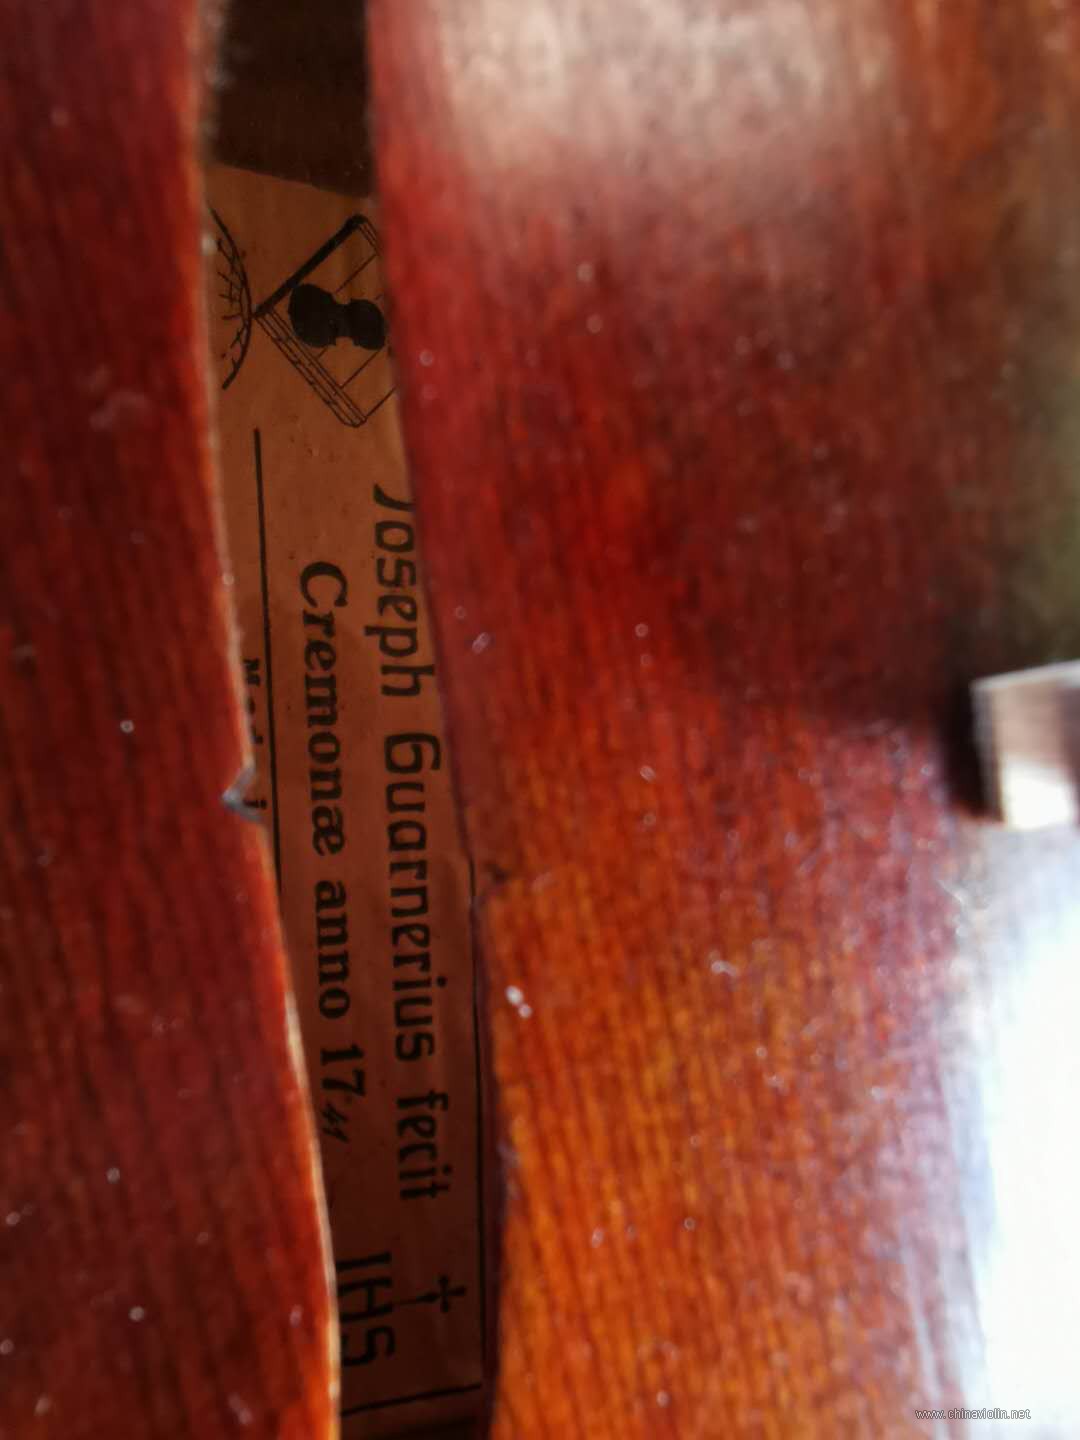 Joseph Guarnerius fecit
Cremonæ anno 17
IHS
www.chinaviolin.net